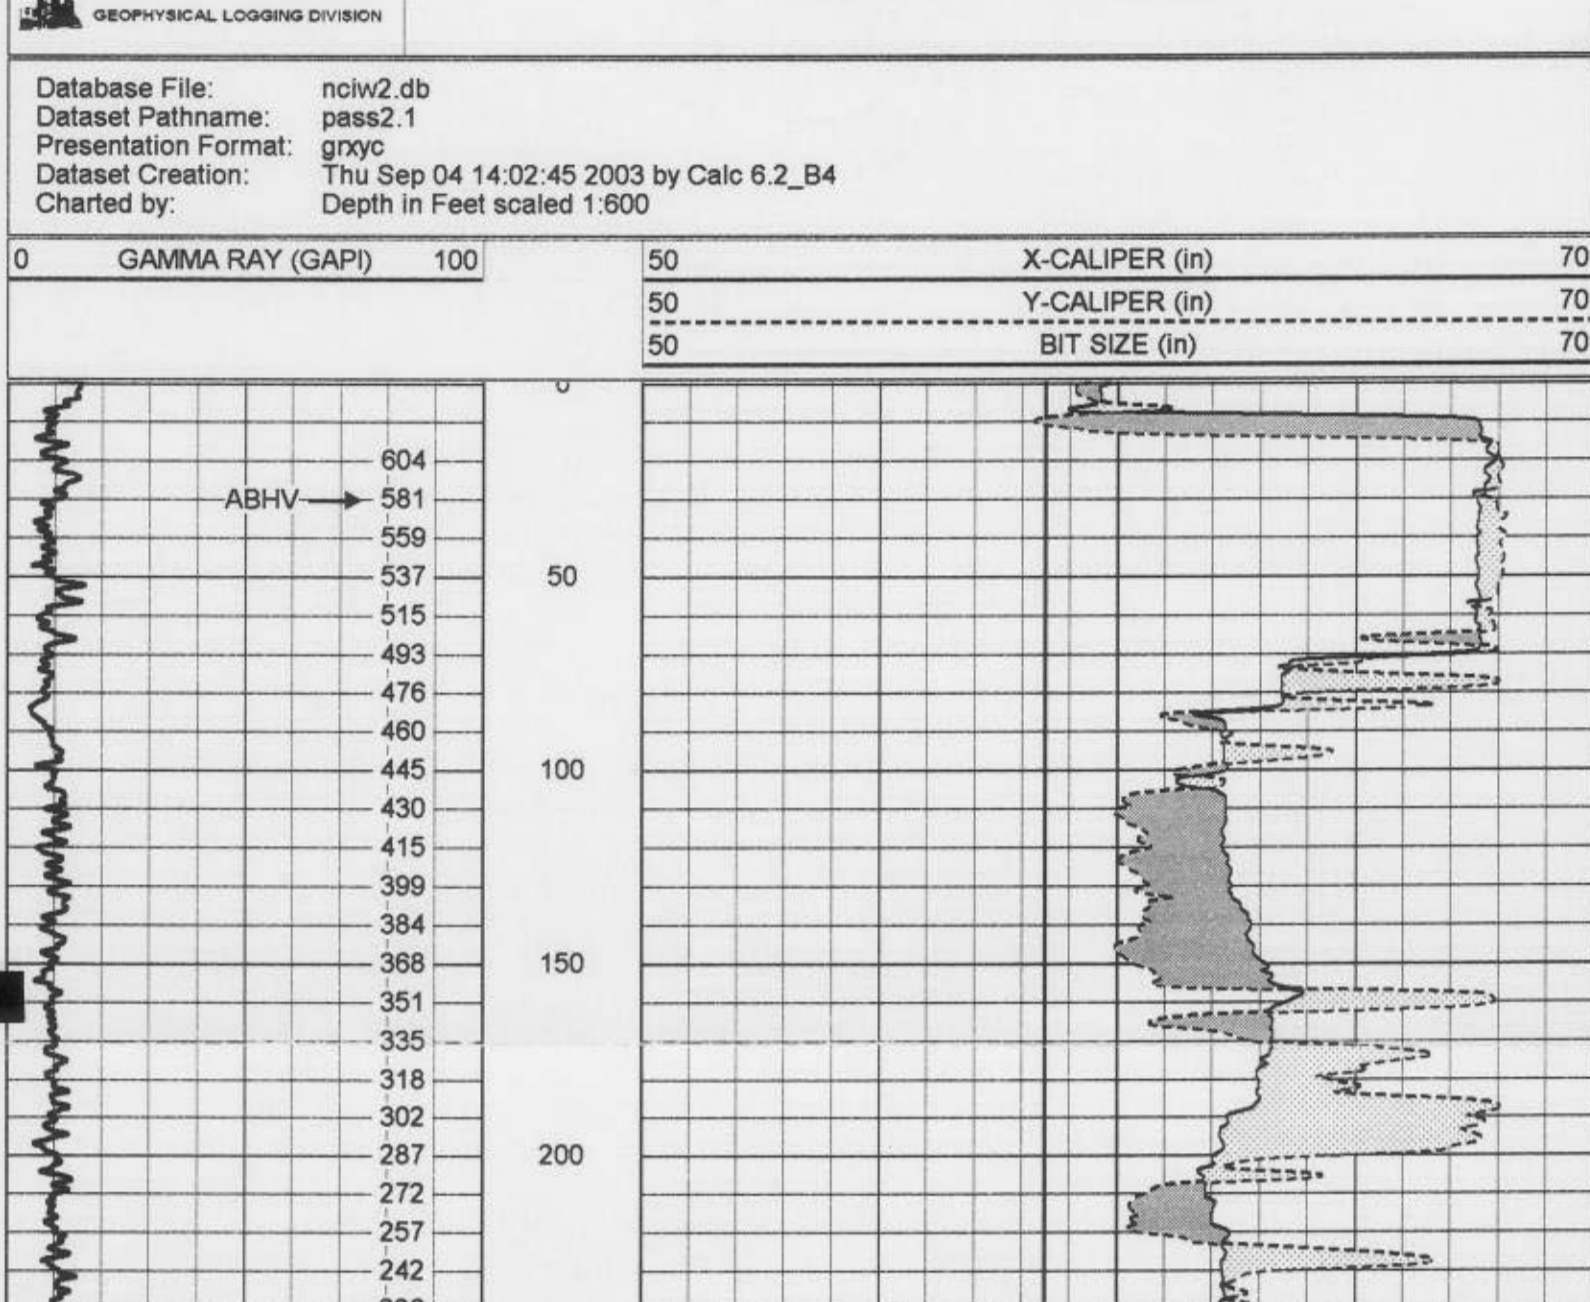 GEOPHYSICAL LOGGING DIVISION
Database File: nciw2.db
Dataset Pathname: pass2.1
Presentation Format: grxyc
Dataset Creation: Thu Sep 04 14:02:45 2003 by Calc 6.2_B4
Charted by: Depth in Feet scaled 1:600
0 GAMMA RAY (GAPI) 100 50 X-CALIPER (in) 70
50 Y-CALIPER (in) 70
50 BIT SIZE (in) 70
0
604
ABHV 581
559
537 50
515
493
476
460
445 100
430
415
399
384
368 150
351
335
318
302
287 200
272
257
242